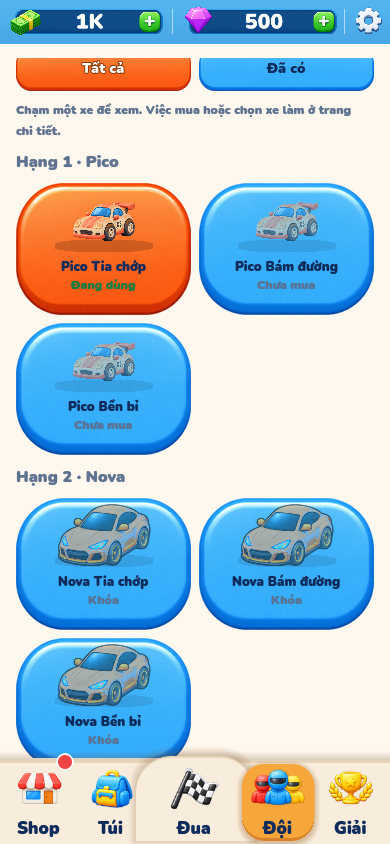 1K
500
Tất cả
Đã có
Chạm một xe để xem. Việc mua hoặc chọn xe làm ở trang
chi tiết.
Hạng 1 · Pico
Pico Tia chớp
Đang dùng
Pico Bám đường
Chưa mua
Pico Bền bỉ
Chưa mua
Hạng 2 · Nova
Nova Tia chớp
Khóa
Nova Bám đường
Khóa
Nova Bền bỉ
Khóa
Shop
Túi
Đua
Đội
Giải